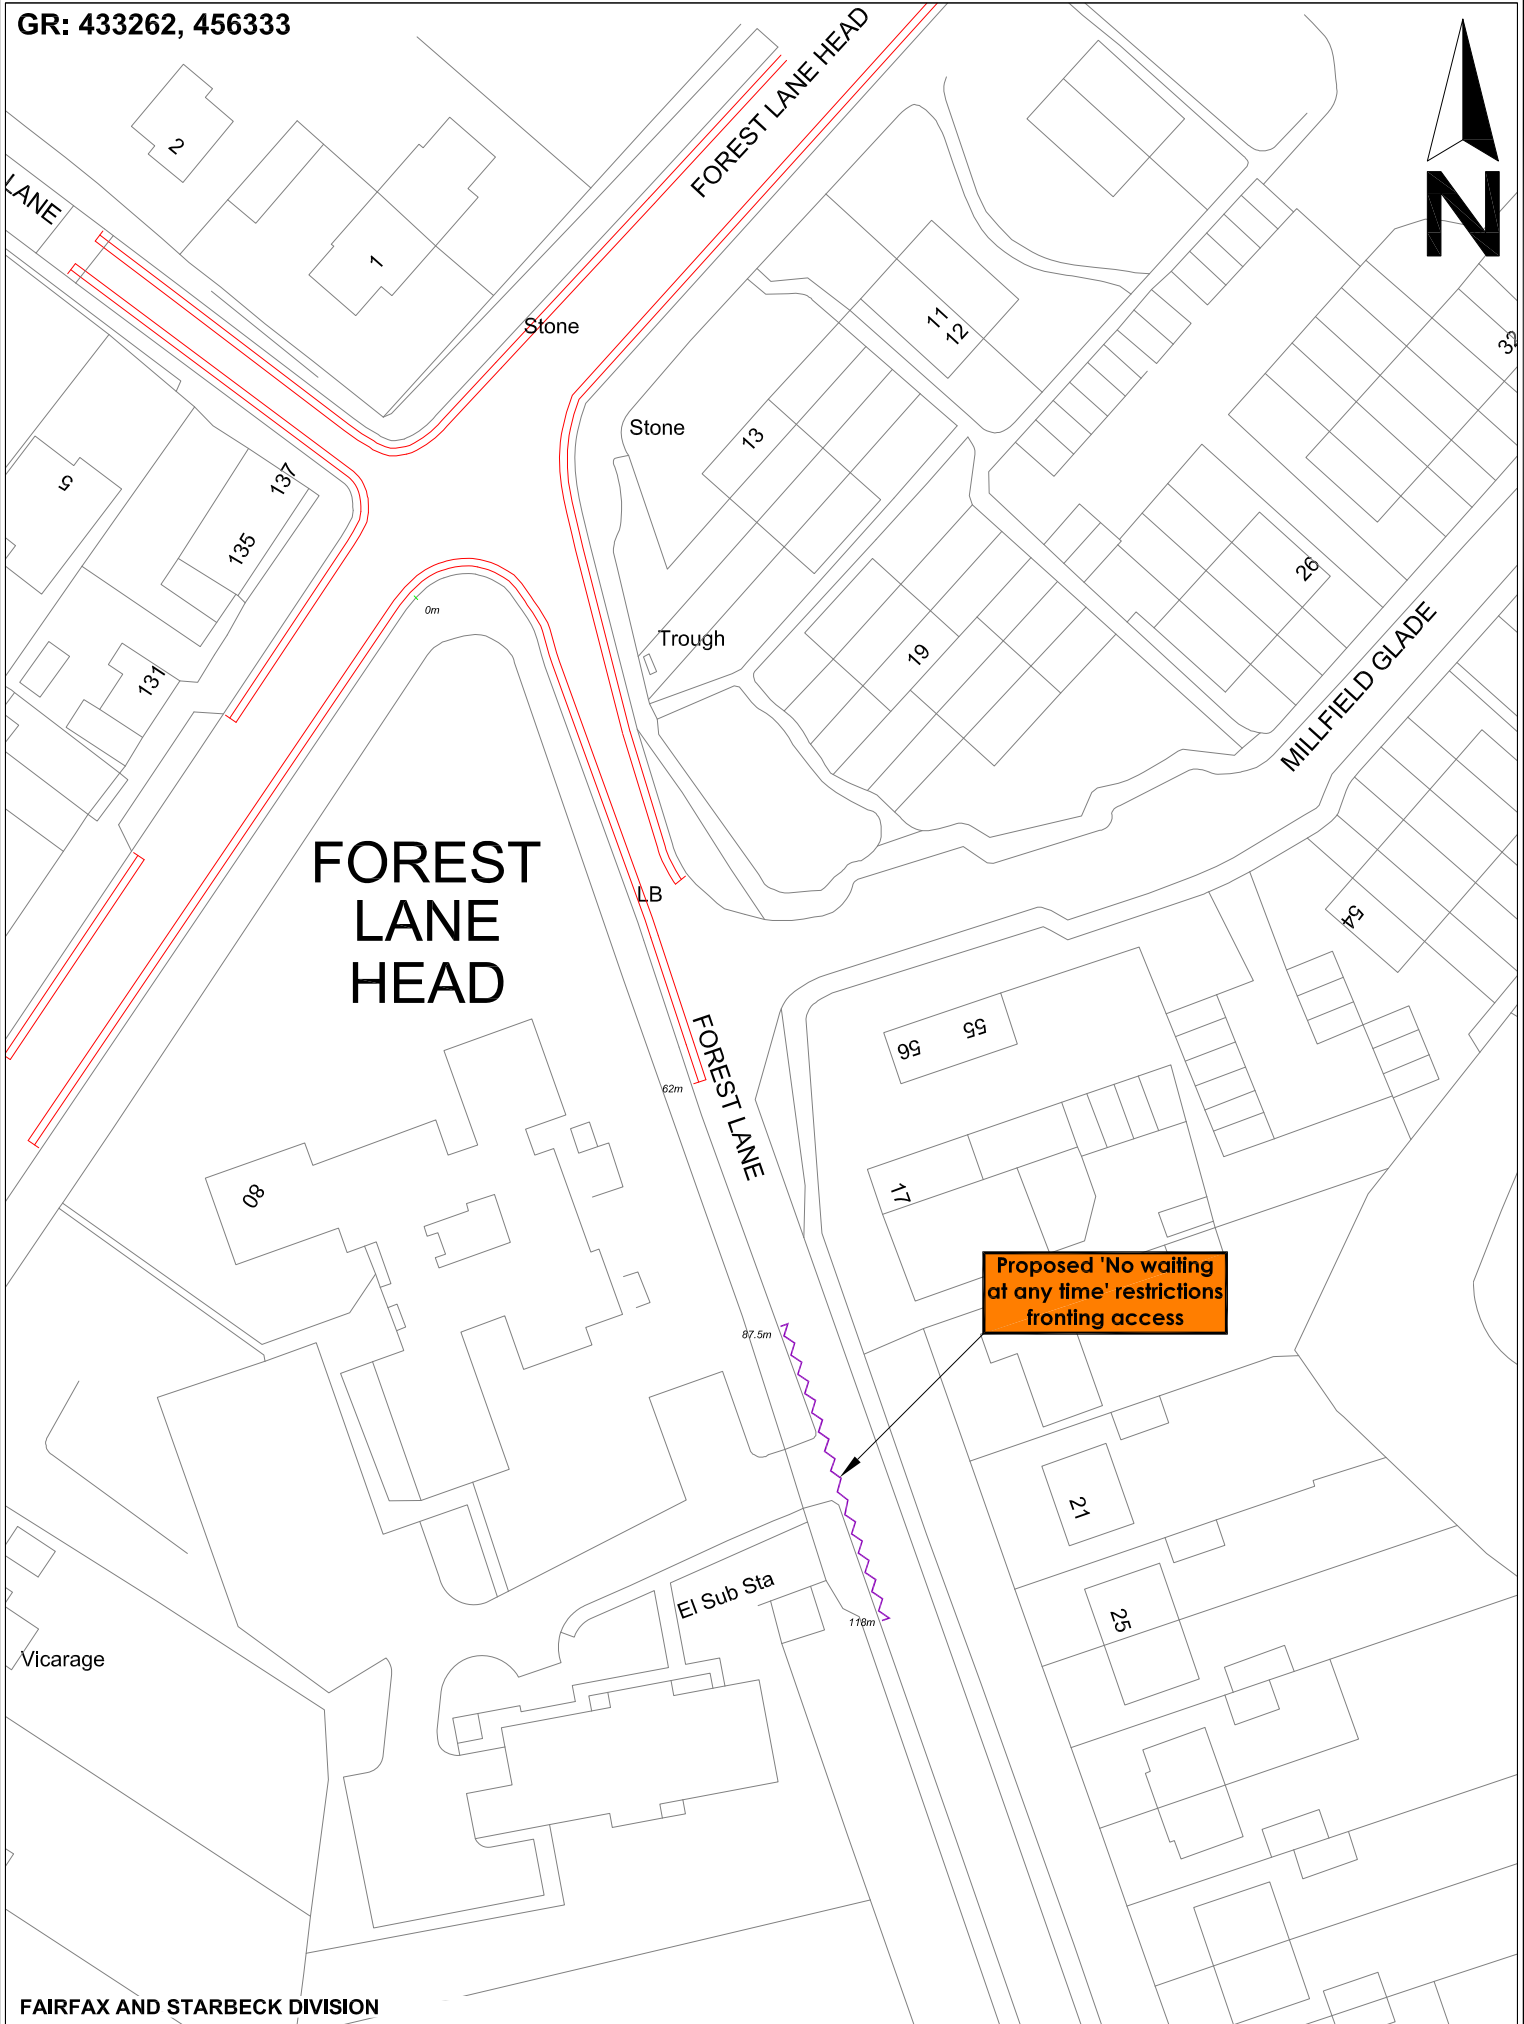 GR: 433262, 456333
FOREST LANE HEAD
N
2
LANE
1
Stone
11
12
32
Stone
13
137
5
135
26
0m
Trough
19
131
MILLFIELD GLADE
FOREST
LANE
HEAD
LB
54
FOREST LANE
55
56
62m
80
17
Proposed 'No waiting
at any time' restrictions
fronting access
87.5m
21
El Sub Sta
25
118m
Vicarage
FAIRFAX AND STARBECK DIVISION